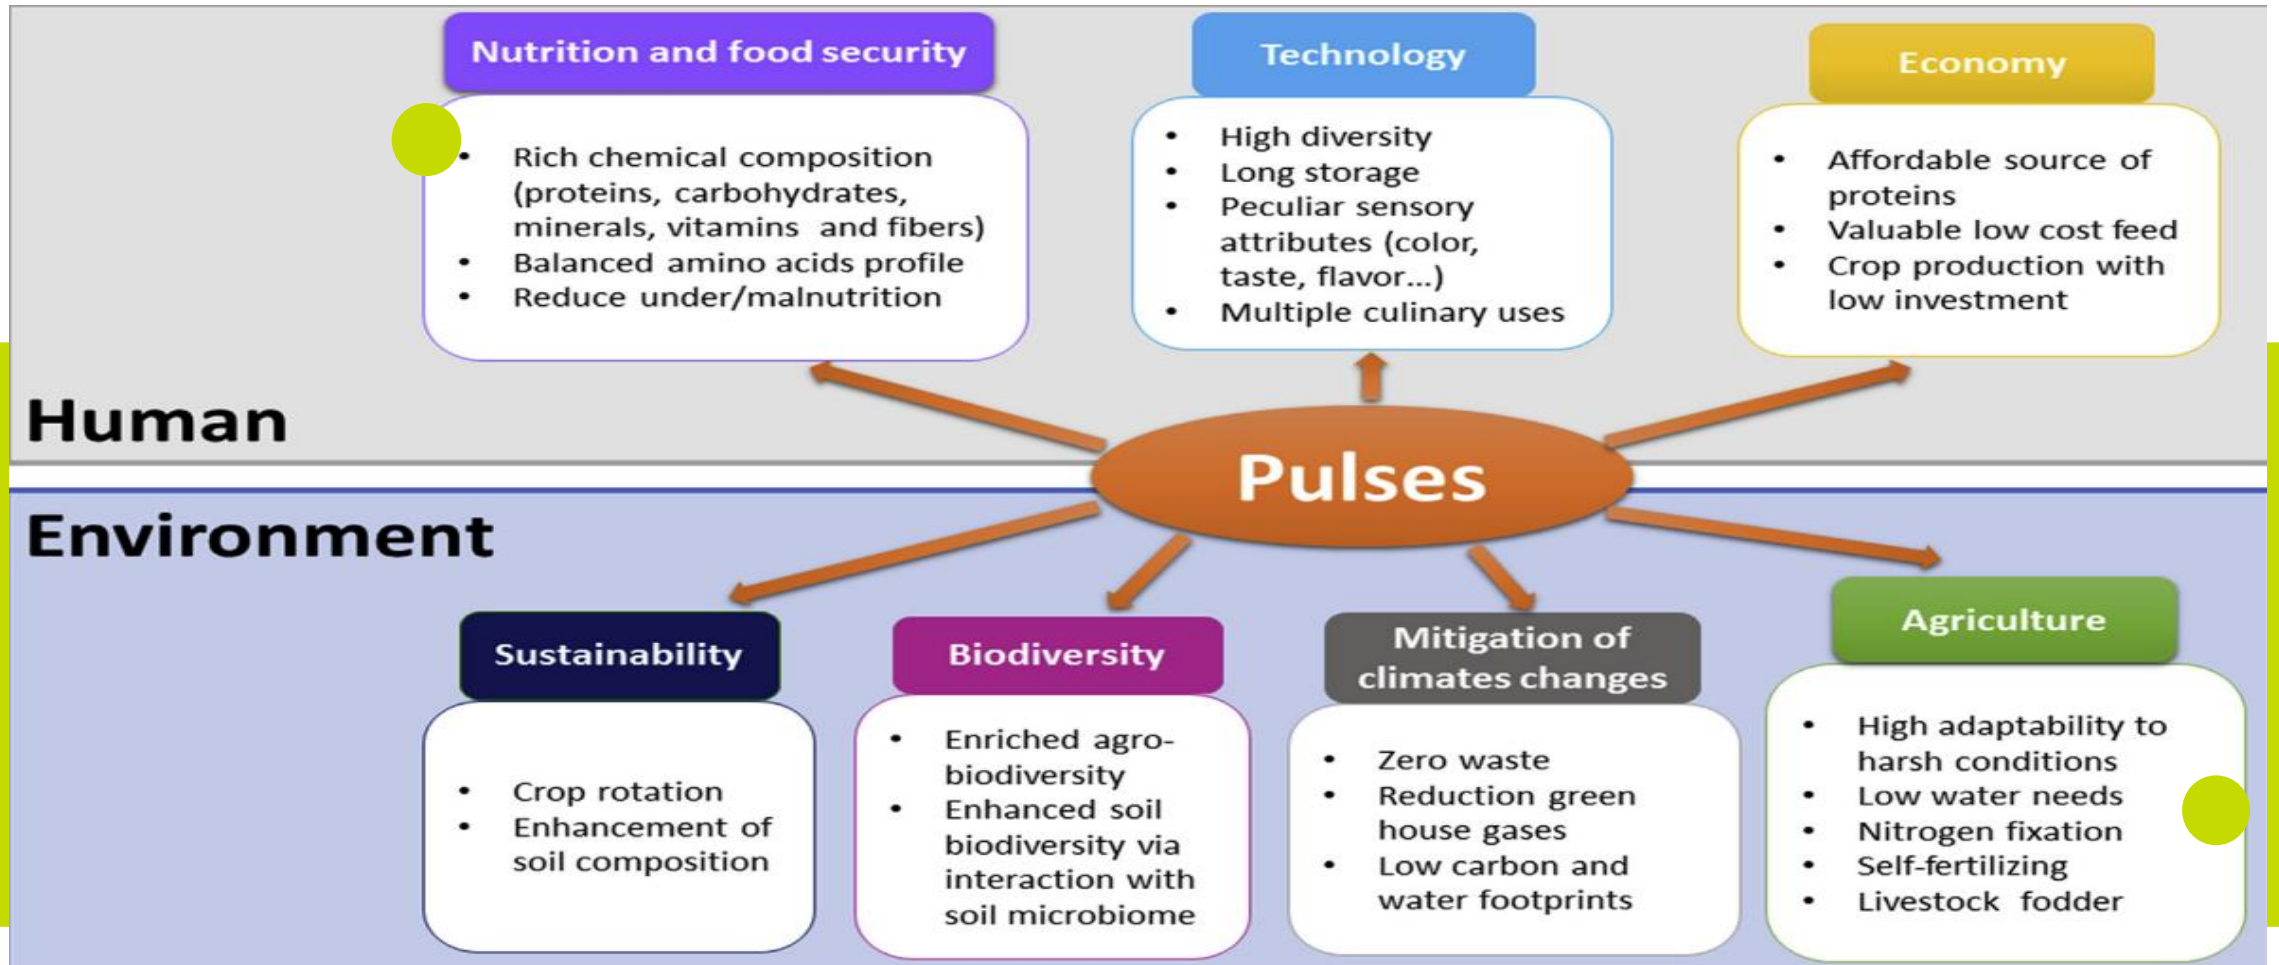 Nutrition and food security
• Rich chemical composition
(proteins, carbohydrates,
minerals, vitamins and fibers)
• Balanced amino acids profile
• Reduce under/malnutrition
Technology
• High diversity
• Long storage
• Peculiar sensory
attributes (color,
taste, flavor...)
• Multiple culinary uses
Economy
• Affordable source of
proteins
• Valuable low cost feed
• Crop production with
low investment
Human
Pulses
Environment
Sustainability
• Crop rotation
• Enhancement of
soil composition
Biodiversity
• Enriched agro-
biodiversity
• Enhanced soil
biodiversity via
interaction with
soil microbiome
Mitigation of
climates changes
• Zero waste
• Reduction green
house gases
• Low carbon and
water footprints
Agriculture
• High adaptability to
harsh conditions
• Low water needs
• Nitrogen fixation
• Self-fertilizing
• Livestock fodder